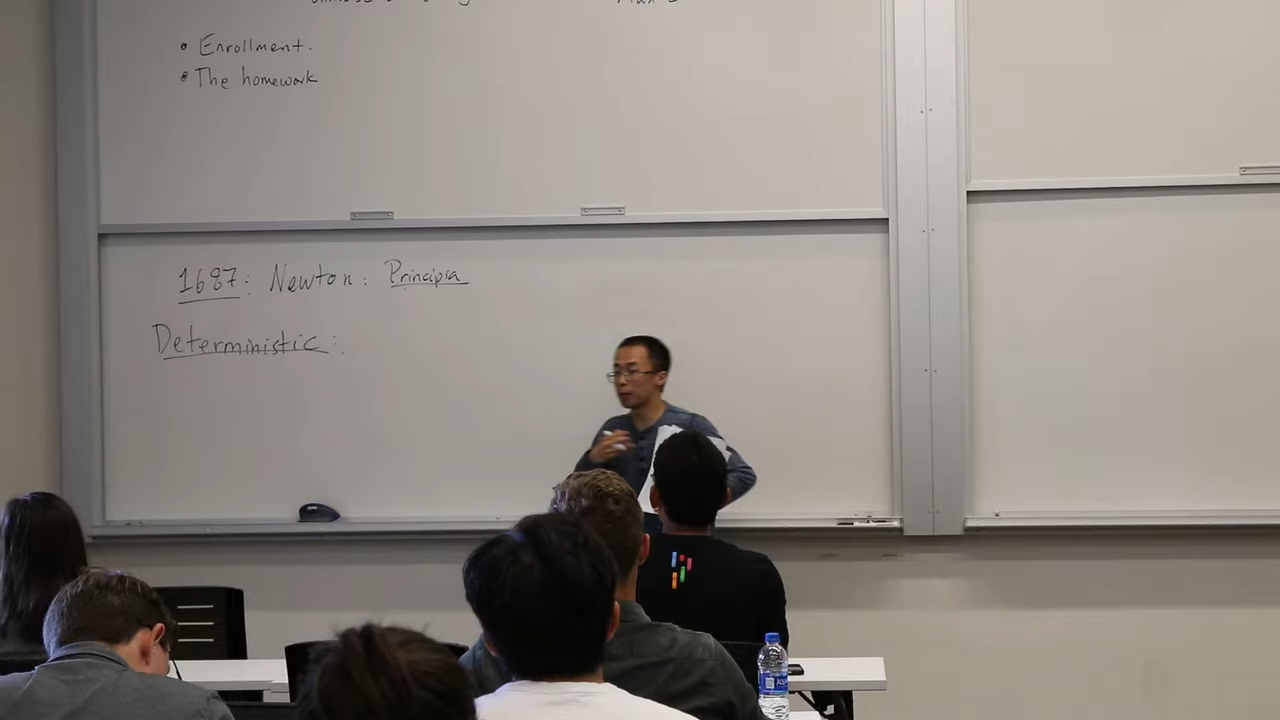 • Enrollment.
• The homework
1687: Newton: Principia
Deterministic: